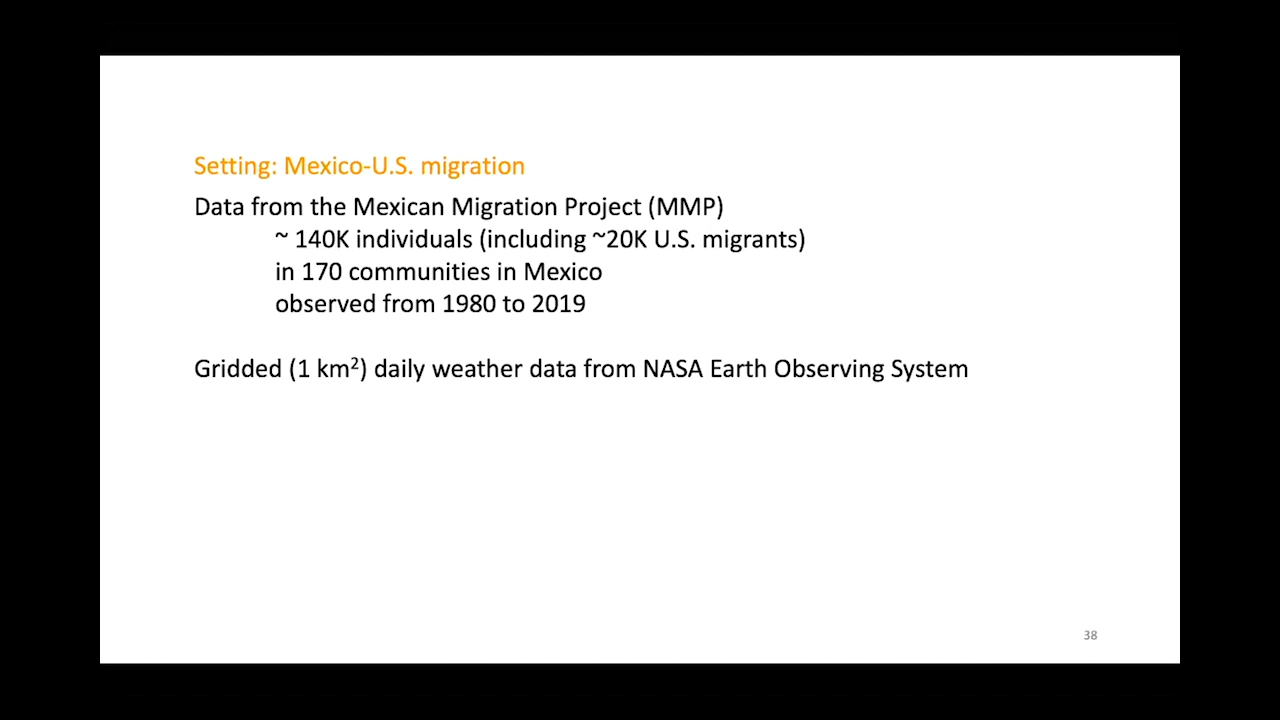 Setting: Mexico-U.S. migration
Data from the Mexican Migration Project (MMP)
~ 140K individuals (including ~20K U.S. migrants)
in 170 communities in Mexico
observed from 1980 to 2019
Gridded (1 km²) daily weather data from NASA Earth Observing System
38